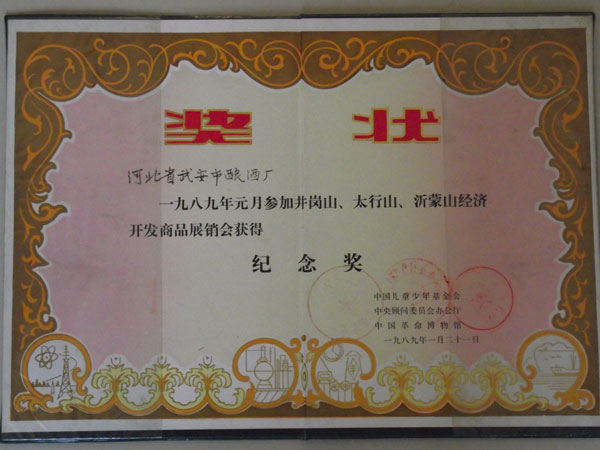 奖 状
河北省武安市酿酒厂
一九八九年元月参加井岗山、太行山、沂蒙山经济
开发商品展销会获得
纪念奖
中国儿童少年基金会
中央顾问委员会办公厅
中国革命博物馆
一九八九年一月二十一日